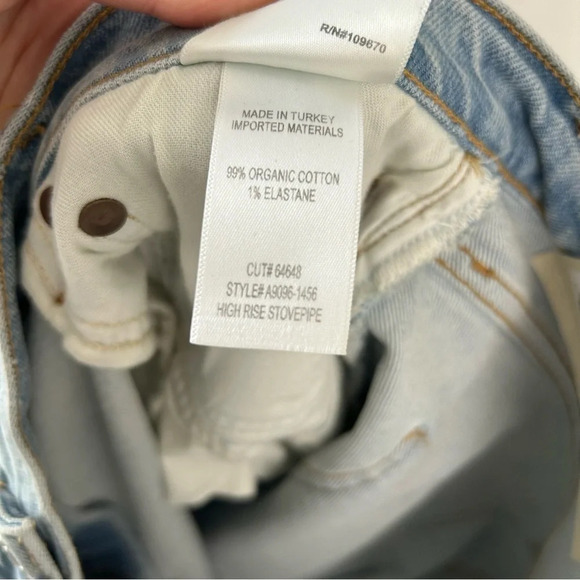 R/N#109670
MADE IN TURKEY
IMPORTED MATERIALS
99% ORGANIC COTTON
1% ELASTANE
CUT# 64648
STYLE# A9096-1456
HIGH RISE STOVEPIPE